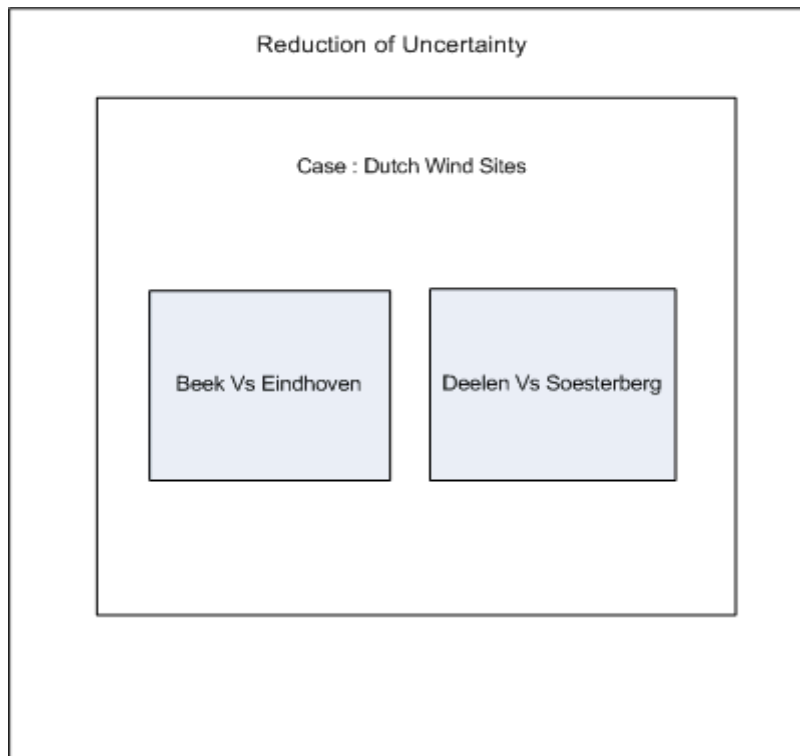 Reduction of Uncertainty
Case : Dutch Wind Sites
Beek Vs Eindhoven
Deelen Vs Soesterberg